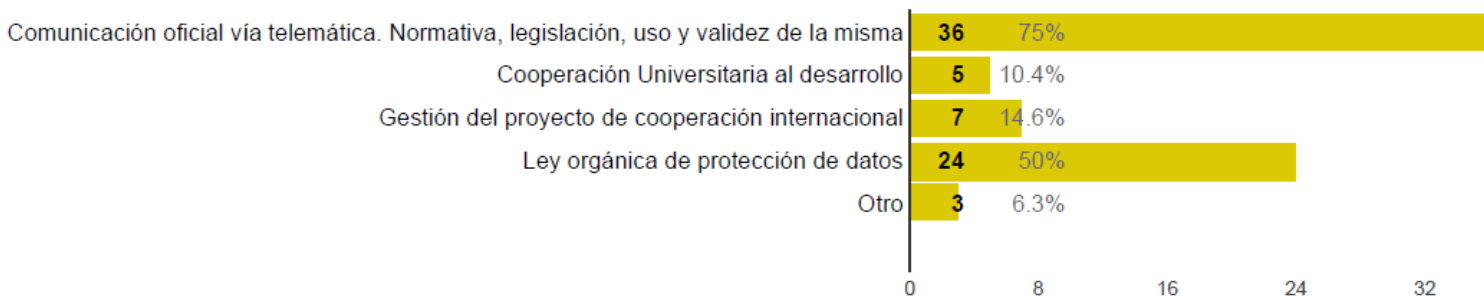 Comunicación oficial vía telemática. Normativa, legislación, uso y validez de la misma 36 75%
Cooperación Universitaria al desarrollo 5 10.4%
Gestión del proyecto de cooperación internacional 7 14.6%
Ley orgánica de protección de datos 24 50%
Otro 3 6.3%
0 8 16 24 32